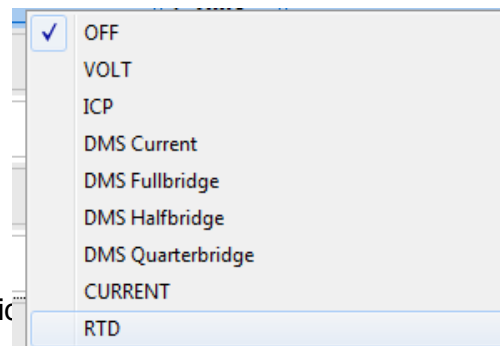 OFF
VOLT
ICP
DMS Current
DMS Fullbridge
DMS Halfbridge
DMS Quarterbridge
CURRENT
RTD